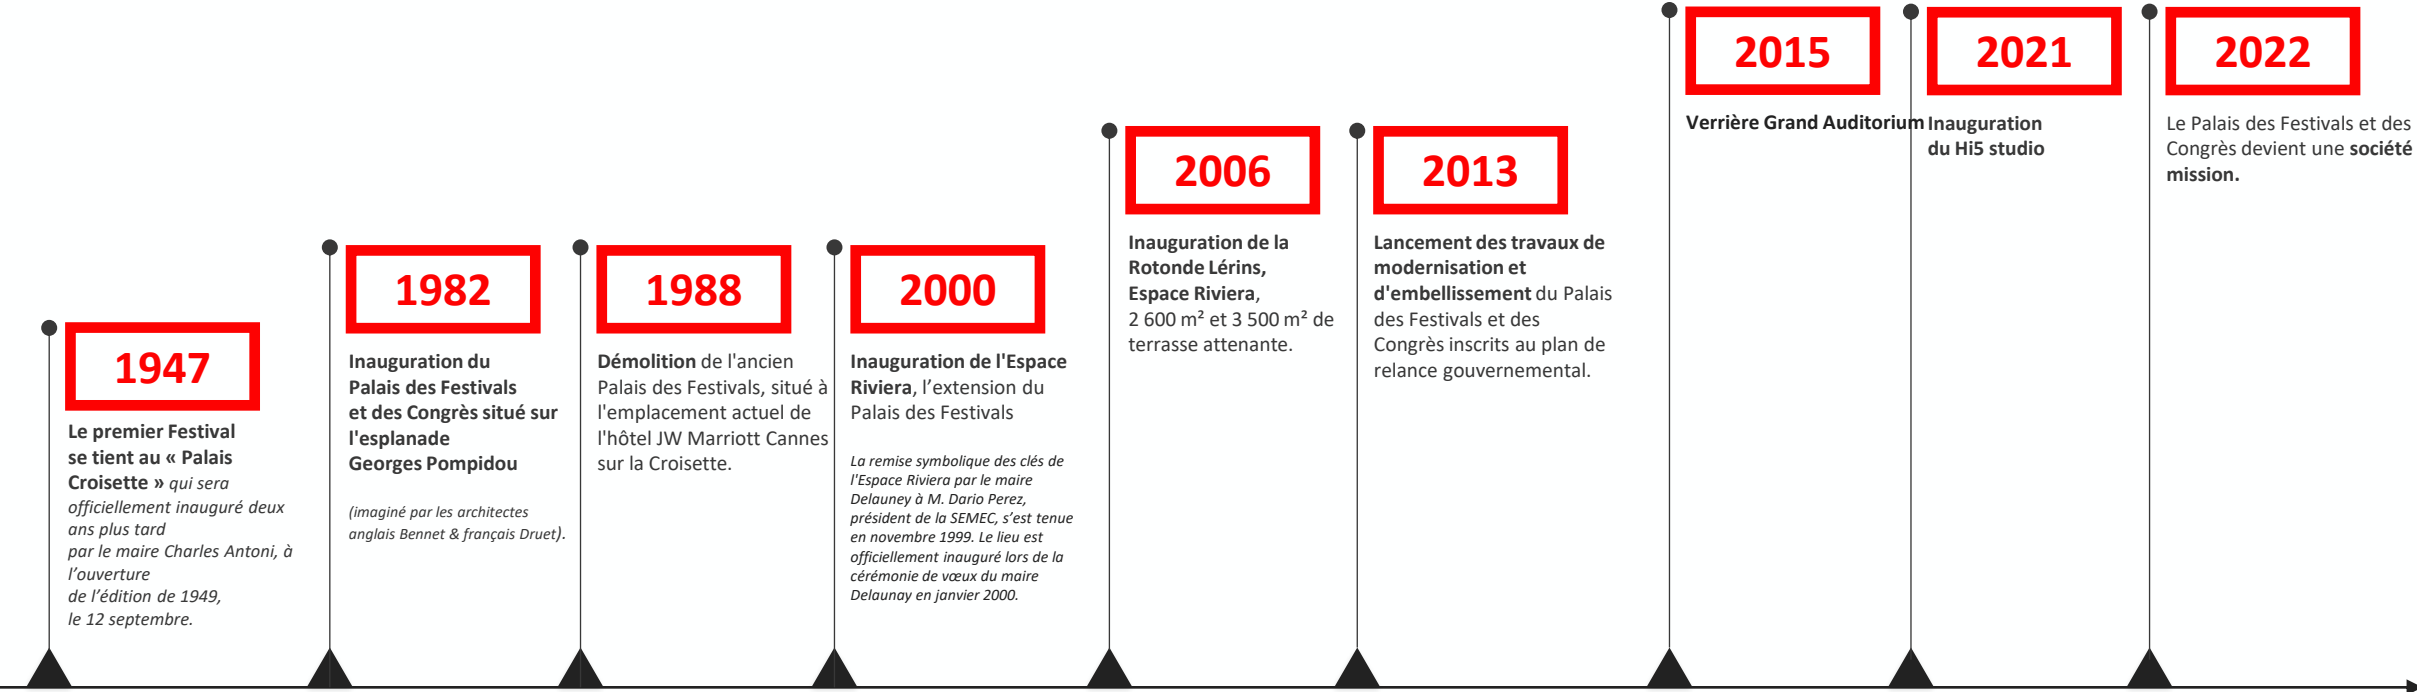 1947
Le premier Festival
se tient au « Palais
Croisette » qui sera
officiellement inauguré deux
ans plus tard
par le maire Charles Antoni, à
l’ouverture
de l’édition de 1949,
le 12 septembre.
1982
Inauguration du
Palais des Festivals
et des Congrès situé sur
l'esplanade
Georges Pompidou
(imaginé par les architectes
anglais Bennet & français Druet).
1988
Démolition de l'ancien
Palais des Festivals, situé à
l'emplacement actuel de
l'hôtel JW Marriott Cannes
sur la Croisette.
2000
Inauguration de l'Espace
Riviera, l’extension du
Palais des Festivals
La remise symbolique des clés de
l'Espace Riviera par le maire
Delauney à M. Dario Perez,
président de la SEMEC, s’est tenue
en novembre 1999. Le lieu est
officiellement inauguré lors de la
cérémonie de vœux du maire
Delaunay en janvier 2000.
2006
Inauguration de la
Rotonde Lérins,
Espace Riviera,
2 600 m² et 3 500 m² de
terrasse attenante.
2013
Lancement des travaux de
modernisation et
d'embellissement du Palais
des Festivals et des
Congrès inscrits au plan de
relance gouvernemental.
2015
Verrière Grand Auditorium
2021
Inauguration
du Hi5 studio
2022
Le Palais des Festivals et des
Congrès devient une société
mission.